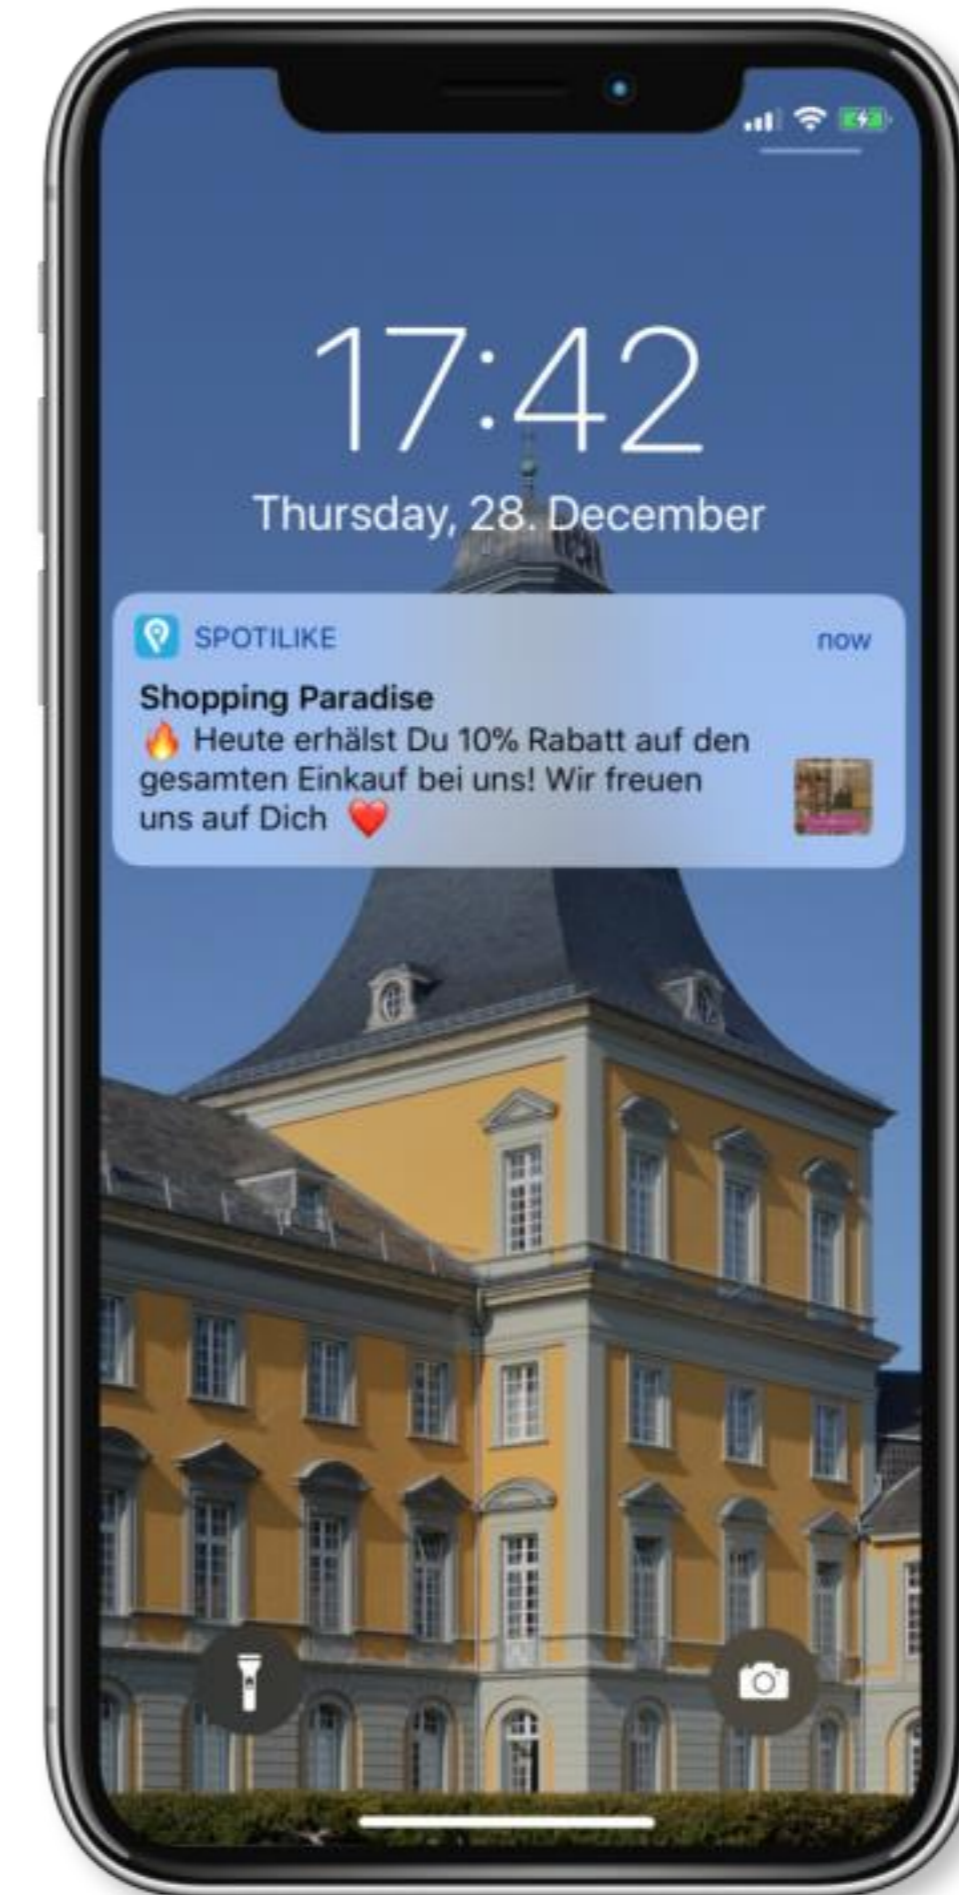 17:42
Thursday, 28. December
SPOTILIKE now
Shopping Paradise
🔥 Heute erhälst Du 10% Rabatt auf den
gesamten Einkauf bei uns! Wir freuen
uns auf Dich ❤️